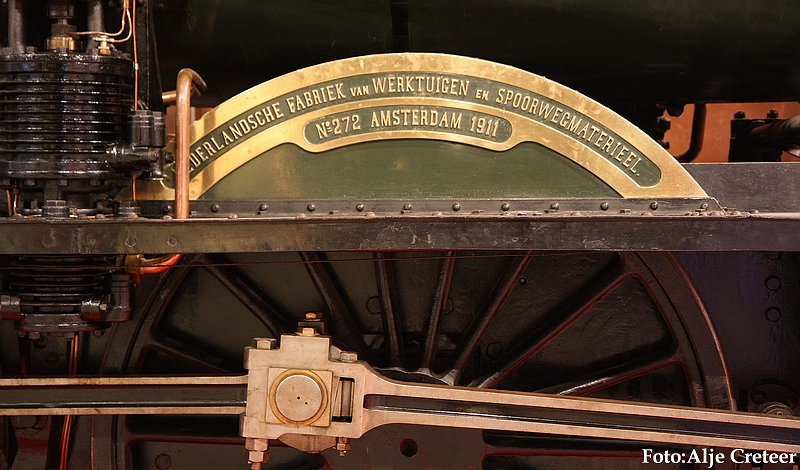 DERLANDSCHE FABRIEK VAN WERKTUIGEN EN SPOORWEGMATERIEEL.
No272 AMSTERDAM 1911
Foto:Alje Creteer